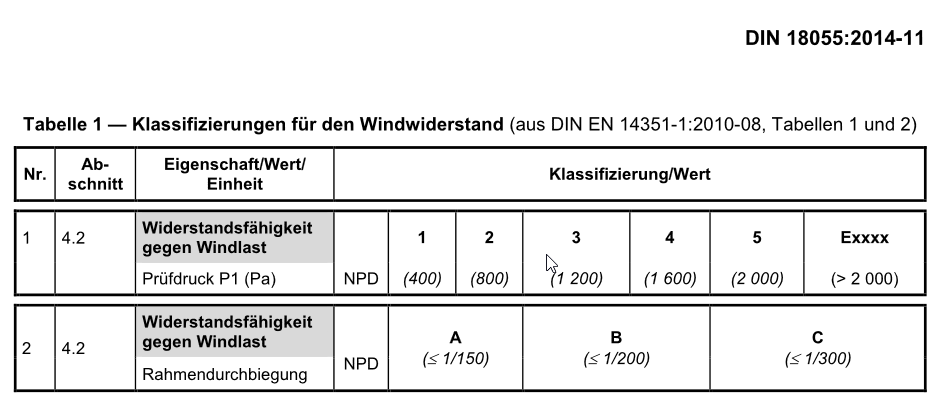 DIN 18055:2014-11
Tabelle 1 — Klassifizierungen für den Windwiderstand (aus DIN EN 14351-1:2010-08, Tabellen 1 und 2)
Nr. Ab-schnitt Eigenschaft/Wert/Einheit Klassifizierung/Wert
1 4.2 Widerstandsfähigkeit gegen Windlast 1 2 3 4 5 Exxxx
Prüfdruck P1 (Pa) NPD (400) (800) (1 200) (1 600) (2 000) (> 2 000)
2 4.2 Widerstandsfähigkeit gegen Windlast A B C
Rahmendurchbiegung NPD (≤ 1/150) (≤ 1/200) (≤ 1/300)